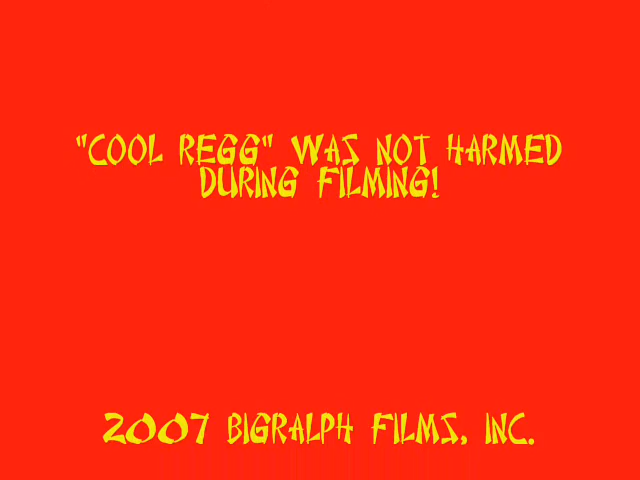 "COOL REGG" WAS NOT HARMED
DURING FILMING!
2007 BIGRALPH FILMS, INC.